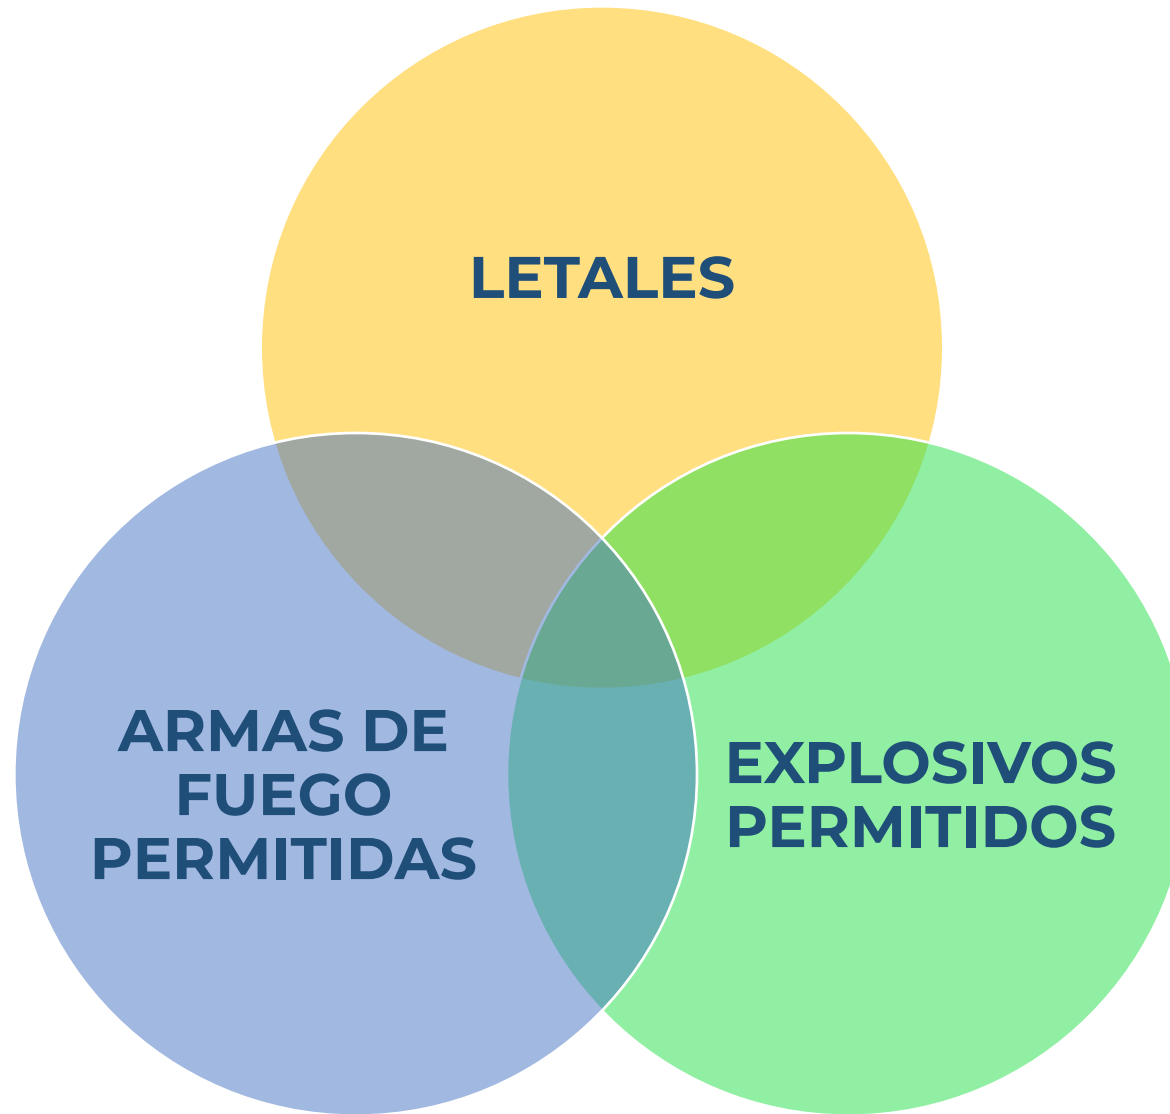 LETALES
ARMAS DE
FUEGO
PERMITIDAS
EXPLOSIVOS
PERMITIDOS